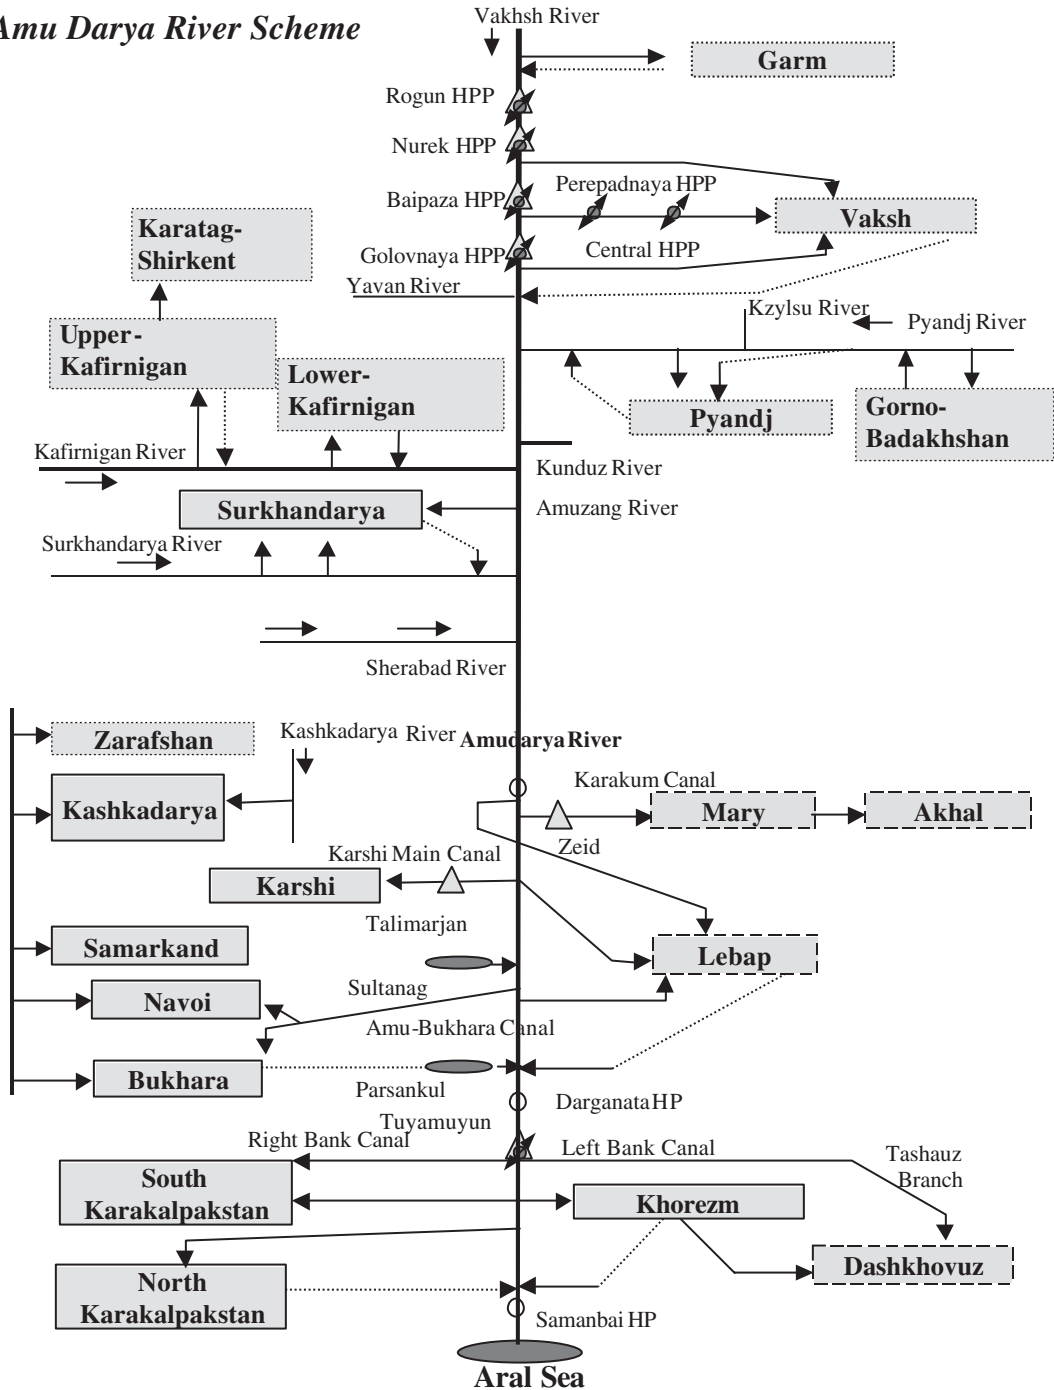 Amu Darya River Scheme
Vakhsh River
Garm
Rogun HPP
Nurek HPP
Perepadnaya HPP
Baipaza HPP
Vaksh
Karatag-
Shirkent
Golovnaya HPP
Central HPP
Yavan River
Kzylsu River
Pyandj River
Upper-
Kafirnigan
Lower-
Kafirnigan
Pyandj
Gorno-
Badakhshan
Kafirnigan River
Kunduz River
Surkhandarya
Amuzang River
Surkhandarya River
Sherabad River
Zarafshan
Kashkadarya River
Amudarya River
Karakum Canal
Kashkadarya
Mary
Akhal
Zeid
Karshi Main Canal
Karshi
Talimarjan
Samarkand
Lebap
Sultanag
Navoi
Amu-Bukhara Canal
Bukhara
Parsankul
Darganata HP
Tuyamuyun
Right Bank Canal
Left Bank Canal
Tashauz
Branch
South
Karakalpakstan
Khorezm
Dashkhovuz
North
Karakalpakstan
Samanbai HP
Aral Sea